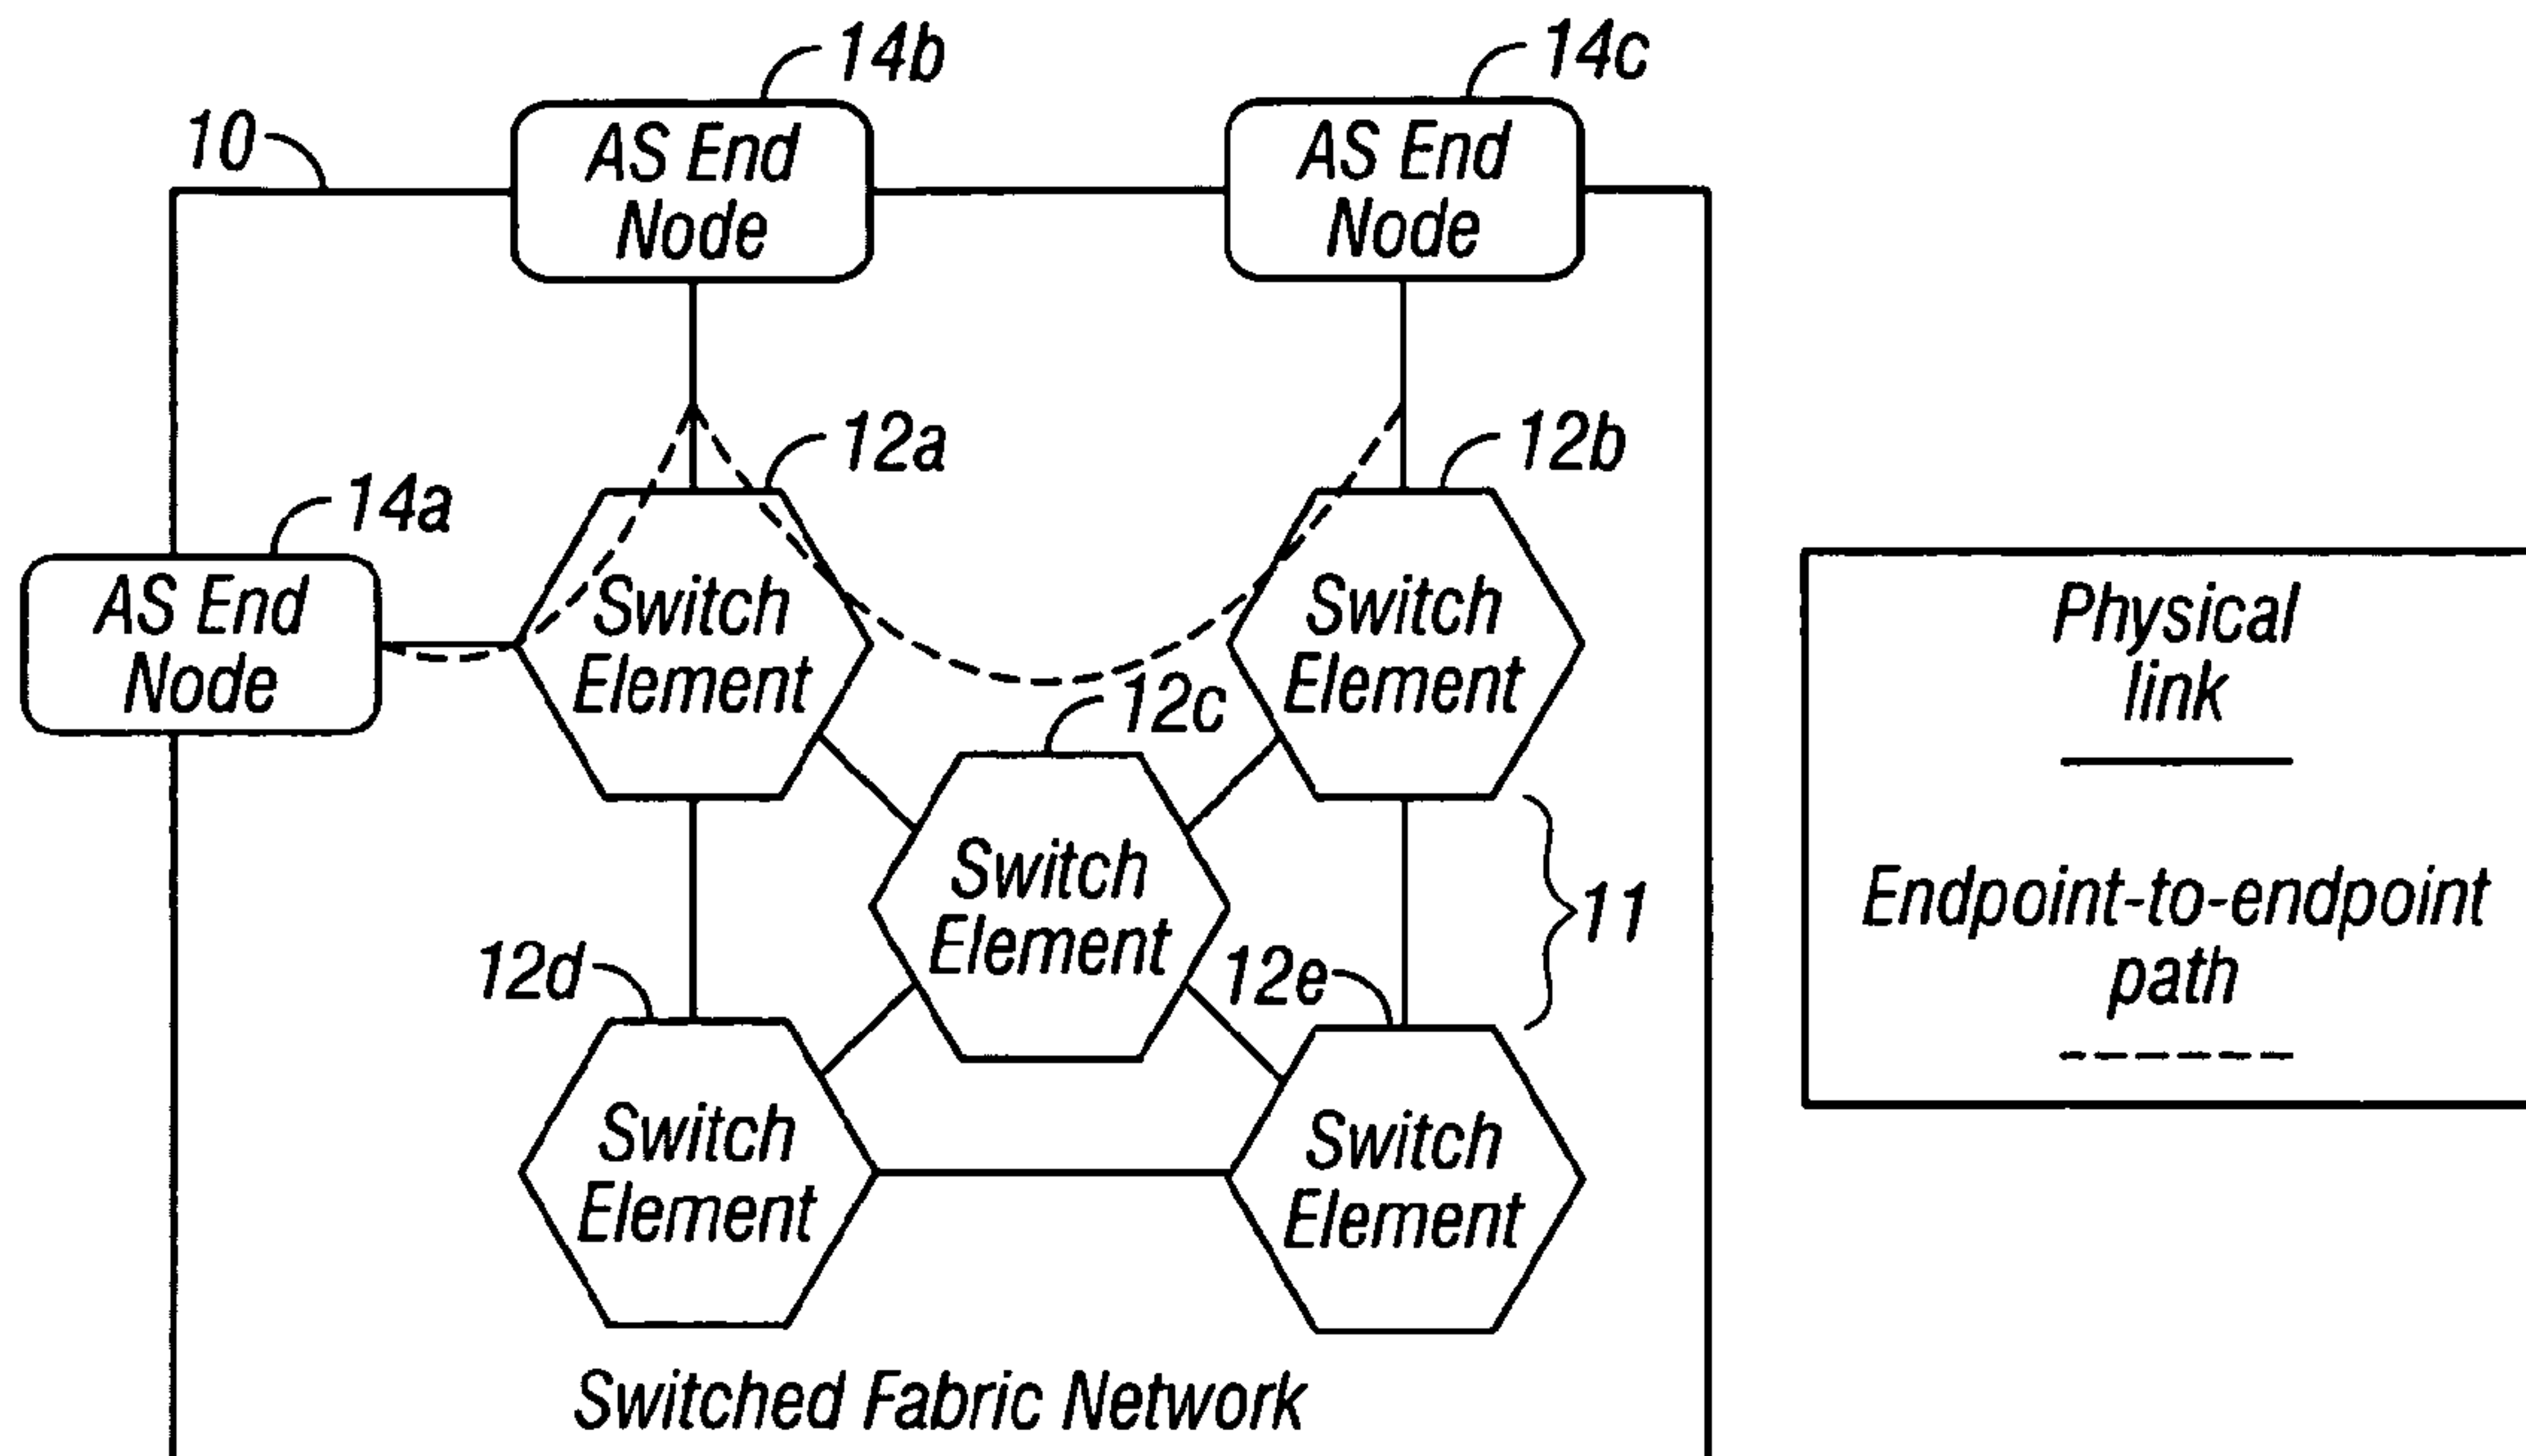 14b
14c
10
AS End
Node
AS End
Node
12a
12b
14a
AS End
Node
Switch
Element
Switch
Element
12c
Switch
Element
11
12d
12e
Switch
Element
Switch
Element
Switched Fabric Network
Physical
link
Endpoint-to-endpoint
path